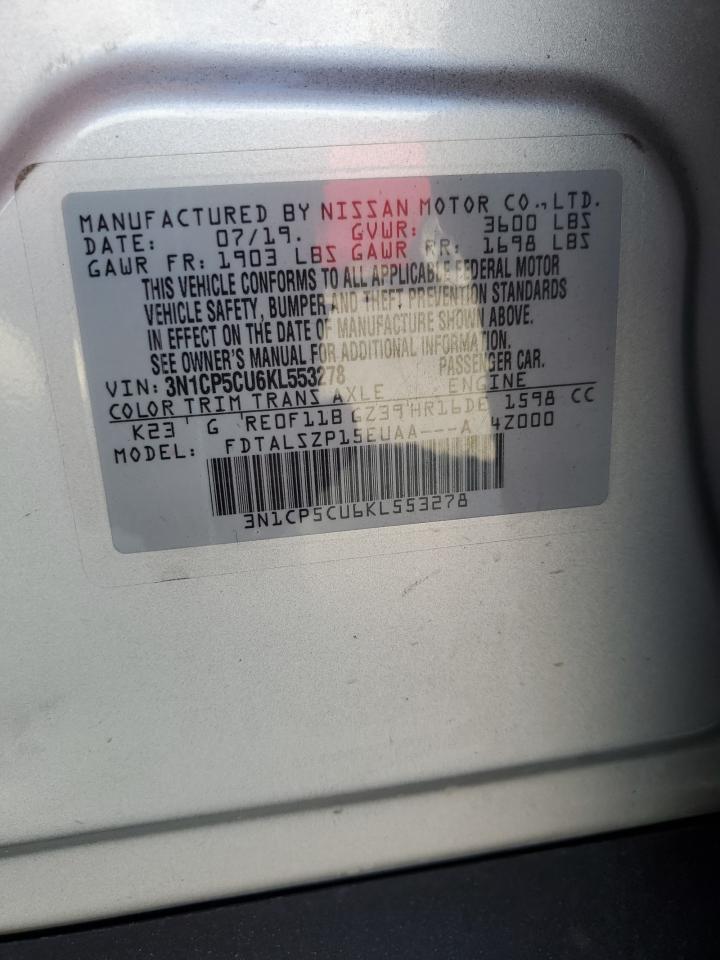 MANUFACTURED BY NISSAN MOTOR CO., LTD.
DATE: 07/19. GVWR: 3600 LBS
GAWR FR: 1903 LBS GAWR RR: 1698 LBS
THIS VEHICLE CONFORMS TO ALL APPLICABLE FEDERAL MOTOR
VEHICLE SAFETY, BUMPER AND THEFT PREVENTION STANDARDS
IN EFFECT ON THE DATE OF MANUFACTURE SHOWN ABOVE.
SEE OWNER'S MANUAL FOR ADDITIONAL INFORMATION.
VIN: 3N1CP5CU6KL553278 PASSENGER CAR.
COLOR TRIM TRANS AXLE ENGINE
K23 G RE0F11B GZ39 HR16DE 1598 CC
MODEL: FDTALSZP15EUAA---A 4Z000
3N1CP5CU6KL553278